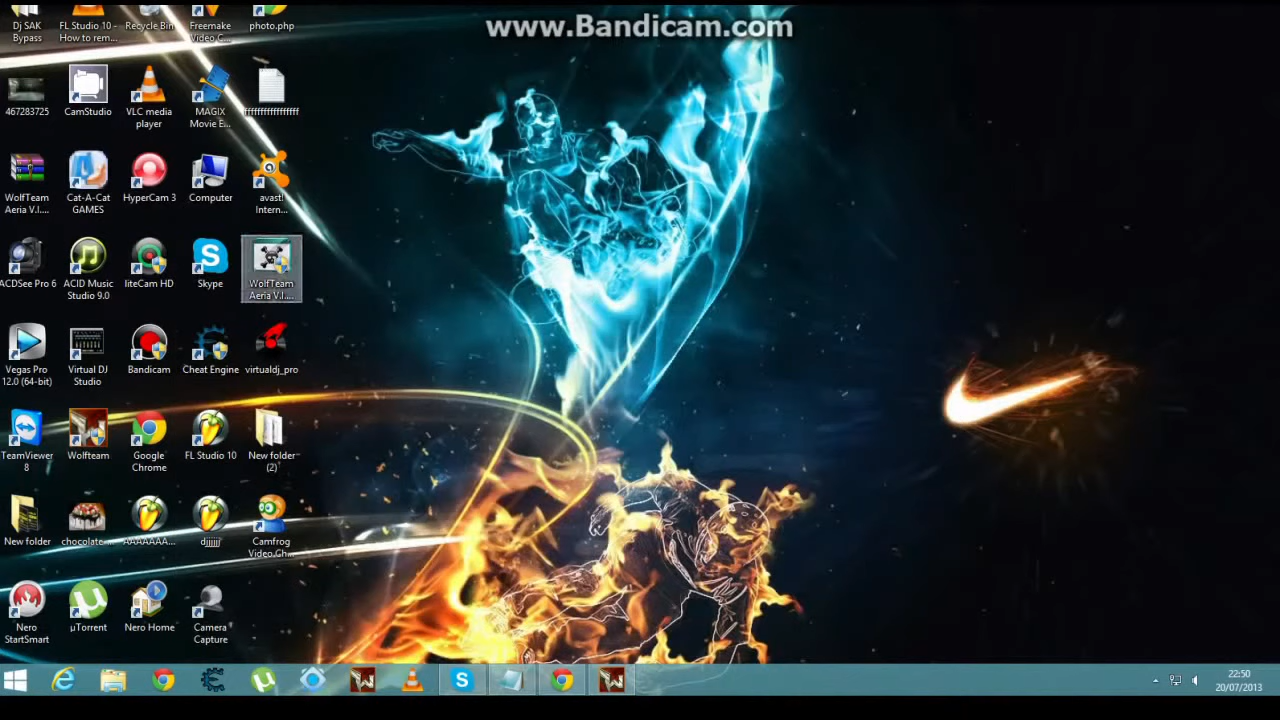 www.Bandicam.com
Dj SAK
Bypass
FL Studio 10 -
How to rem...
Recycle Bin
Freemake
Video C...
photo.php
467283725
CamStudio
VLC media
player
MAGIX
Movie E...
WolfTeam
Aeria V.I....
Cat-A-Cat
GAMES
HyperCam 3
Computer
avast!
Intern...
ACDSee Pro 6
ACID Music
Studio 9.0
liteCam HD
Skype
WolfTeam
Aeria V.I....
Vegas Pro
12.0 (64-bit)
Virtual DJ
Studio
Bandicam
Cheat Engine
virtualdj_pro
TeamViewer
8
Wolfteam
Google
Chrome
FL Studio 10
New folder
(2)
New folder
chocolate-...
Camfrog
Video Ch...
Nero
StartSmart
µTorrent
Nero Home
Camera
Capture
22:50
20/07/2013